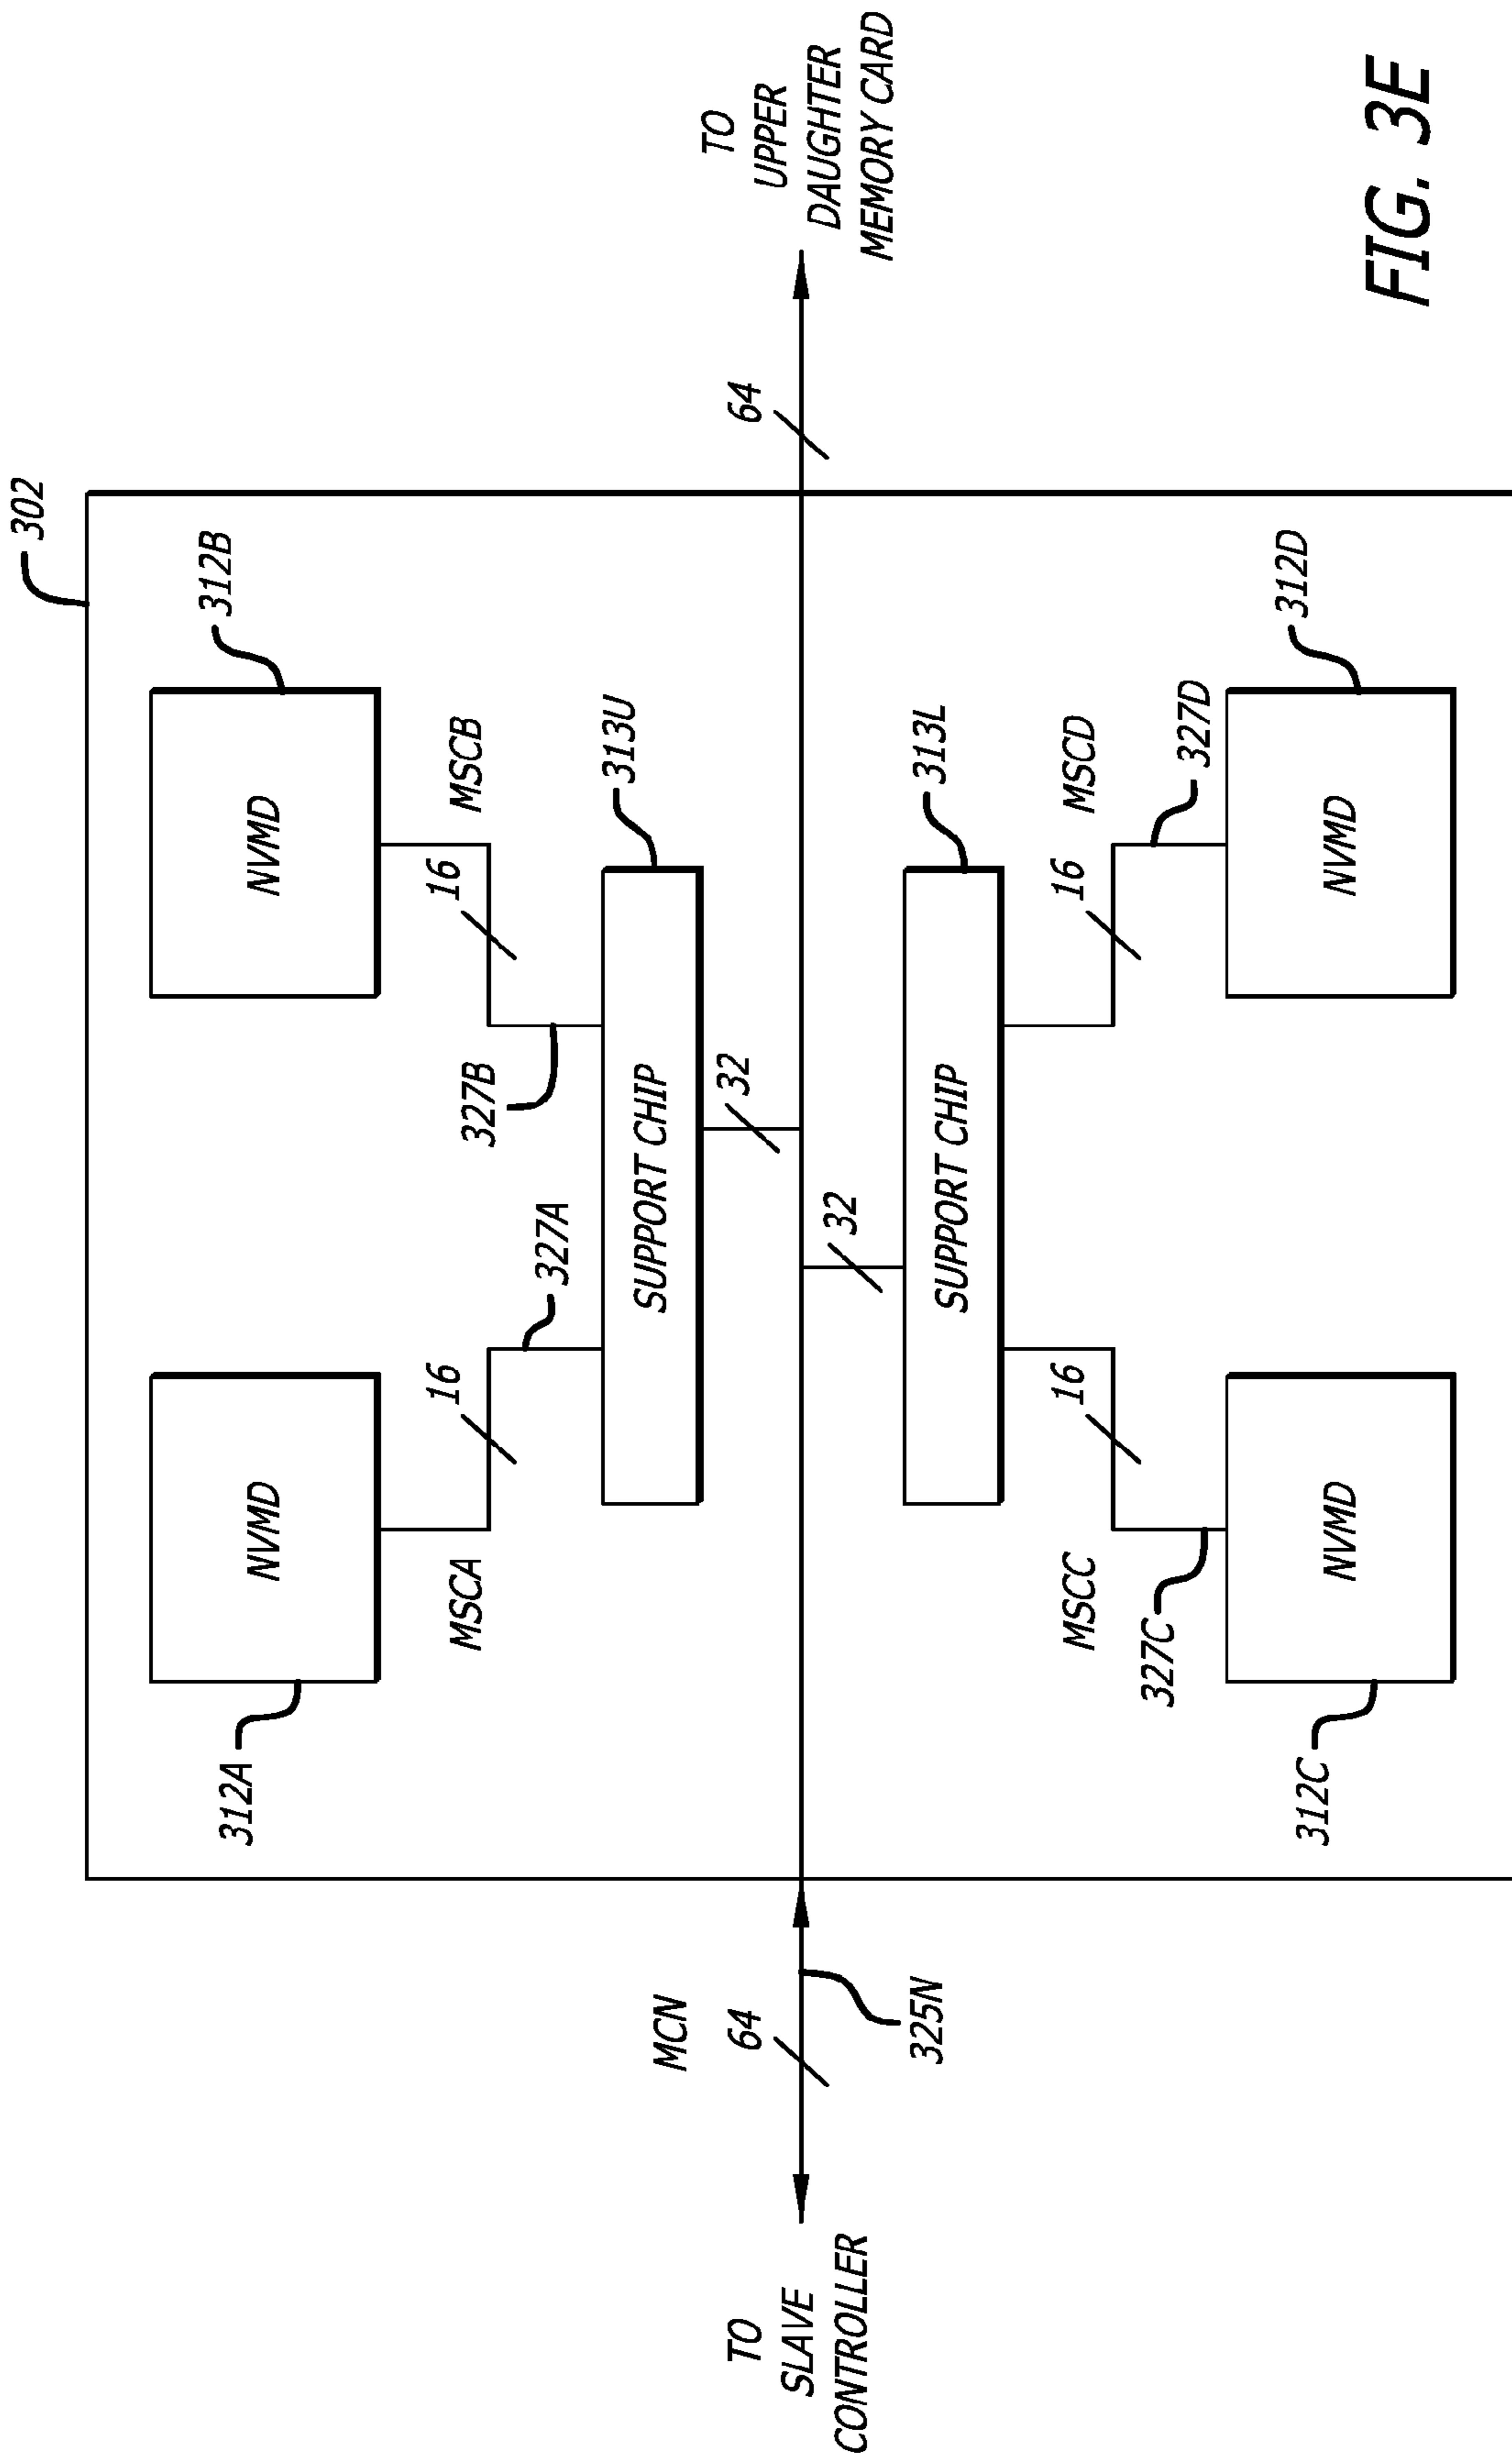 302
312A
NVMD
NVMD
312B
MSCA
16
327A
327B
16
MSCB
SUPPORT CHIP
313U
32
MCN
64
TO
SLAVE
CONTROLLER
325N
64
TO
UPPER
DAUGHTER
MEMORY CARD
32
SUPPORT CHIP
313L
MSCC
16
16
MSCD
327C
327D
312C
NVMD
NVMD
312D
FIG. 3E